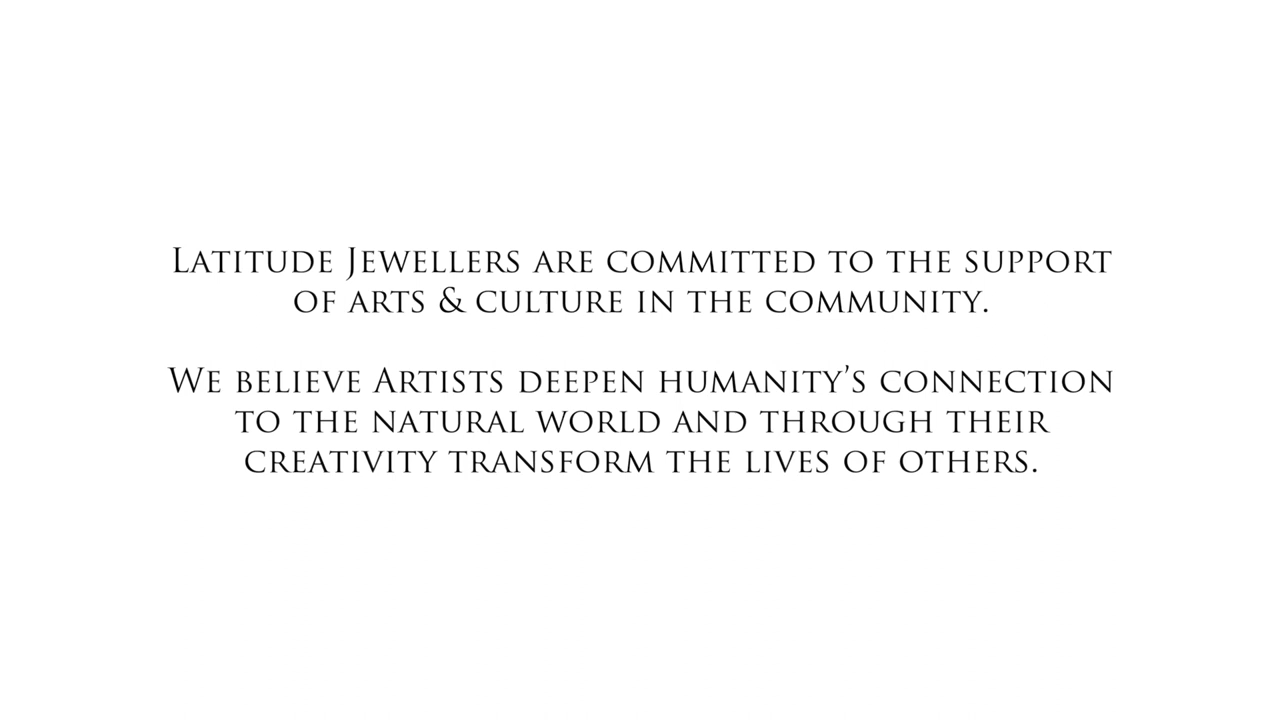 Latitude Jewellers are committed to the support
of arts & culture in the community.
We believe Artists deepen humanity’s connection
to the natural world and through their
creativity transform the lives of others.